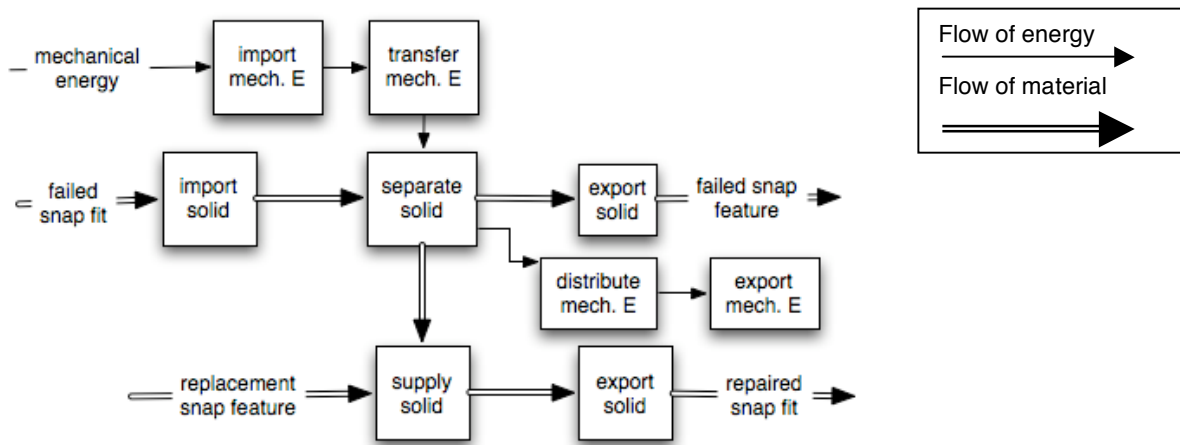 mechanical
energy
import
mech. E
transfer
mech. E
Flow of energy
Flow of material
failed
snap fit
import
solid
separate
solid
export
solid
failed snap
feature
distribute
mech. E
export
mech. E
replacement
snap feature
supply
solid
export
solid
repaired
snap fit